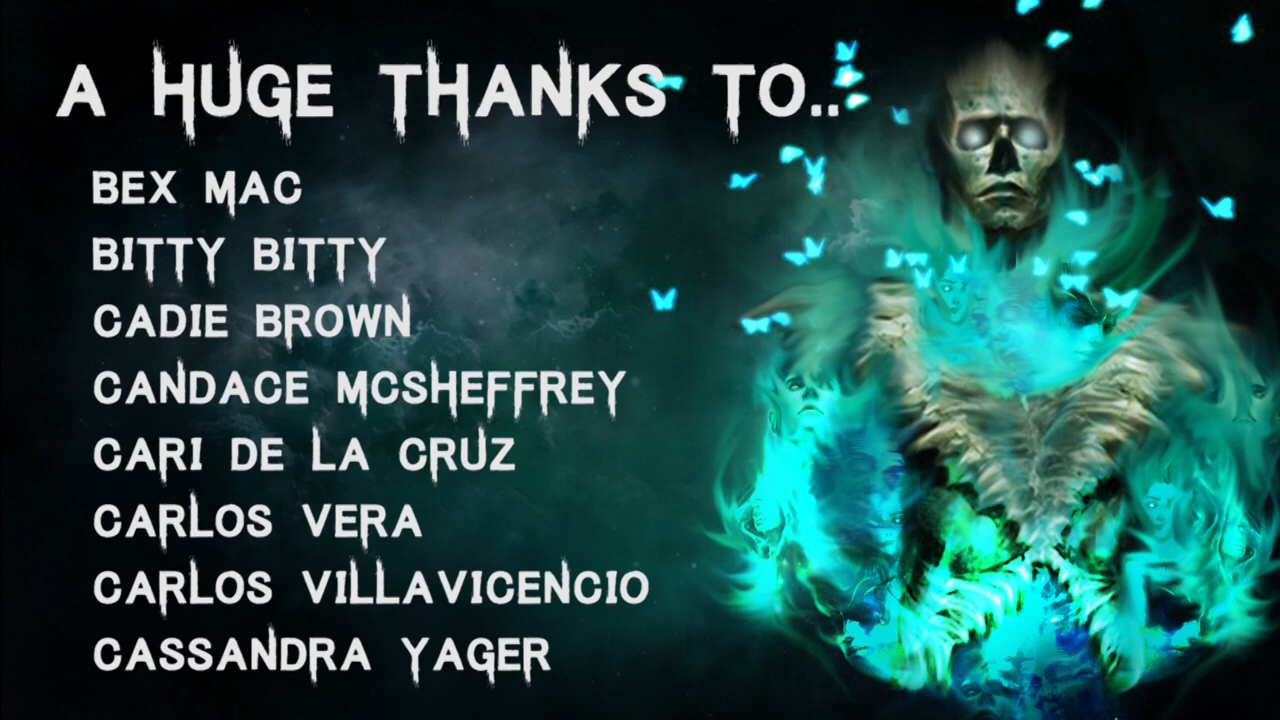 A HUGE THANKS TO..
BEX MAC
BITTY BITTY
CADIE BROWN
CANDACE MCSHEFFREY
CARI DE LA CRUZ
CARLOS VERA
CARLOS VILLAVICENCIO
CASSANDRA YAGER